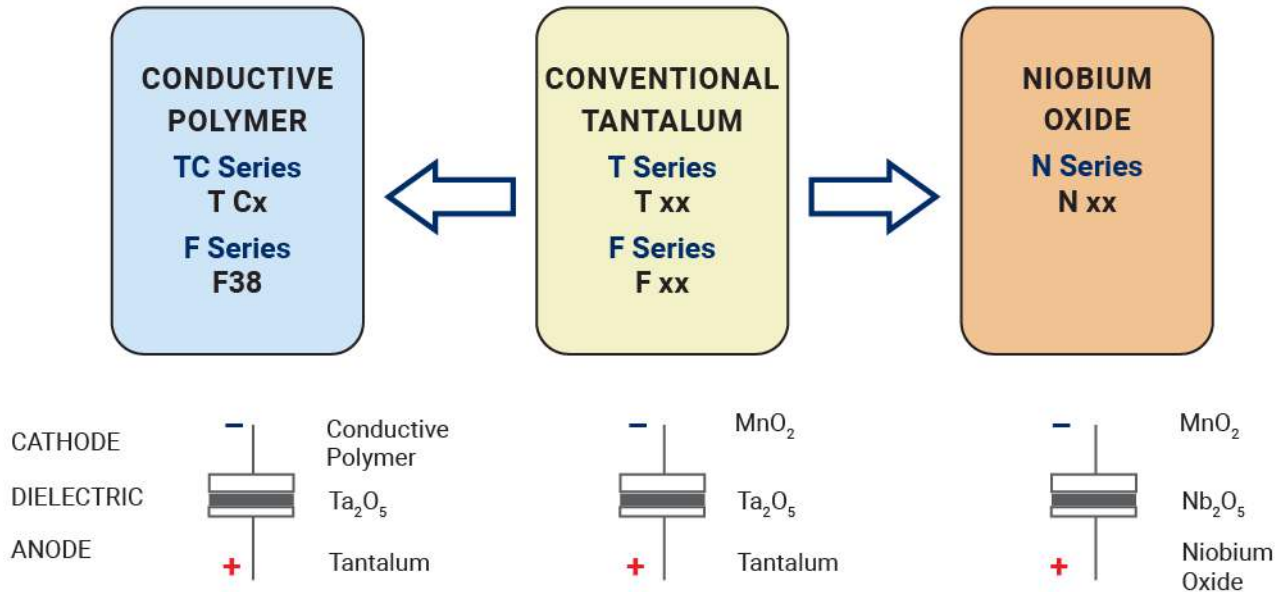 CONDUCTIVE
POLYMER
TC Series
T Cx
F Series
F38
CONVENTIONAL
TANTALUM
T Series
T xx
F Series
F xx
NIOBIUM
OXIDE
N Series
N xx
CATHODE
DIELECTRIC
ANODE
–
Conductive
Polymer
Ta₂O₅
+
Tantalum
–
MnO₂
Ta₂O₅
+
Tantalum
–
MnO₂
Nb₂O₅
+
Niobium
Oxide